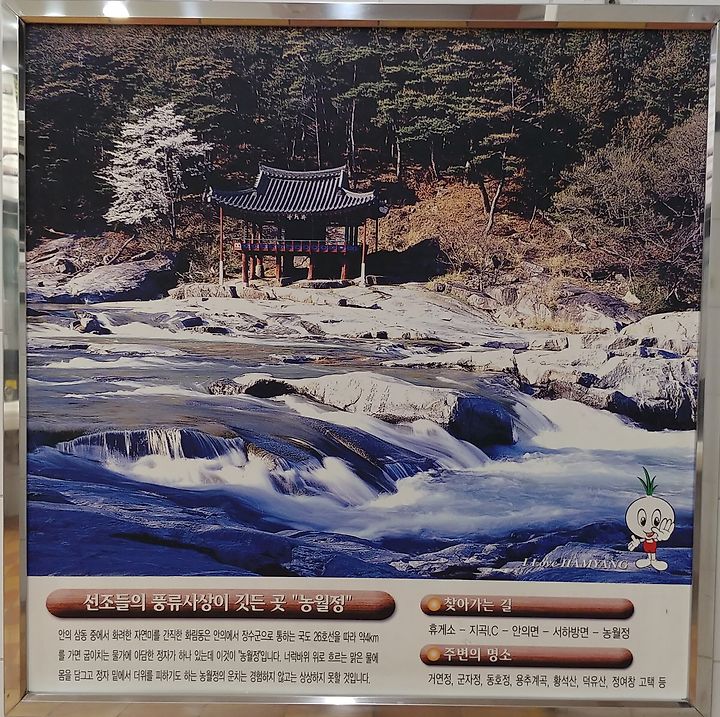 I Love HAMYANG
선조들의 풍류사상이 깃든 곳 "농월정"
안의 삼동 중에서 화려한 자연미를 간직한 화림동은 안의에서 장수군으로 통하는 국도 26호선을 따라 약4km
를 가면 굽이치는 물가에 아담한 정자가 하나 있는데 이것이 "농월정"입니다. 너럭바위 위로 흐르는 맑은 물에
몸을 담그고 정자 밑에서 더위를 피하기도 하는 농월정의 운치는 경험하지 않고는 상상하지 못할 것입니다.
찾아가는 길
휴게소 - 지곡I.C - 안의면 - 서하방면 - 농월정
주변의 명소
거연정, 군자정, 동호정, 용추계곡, 황석산, 덕유산, 정여창 고택 등